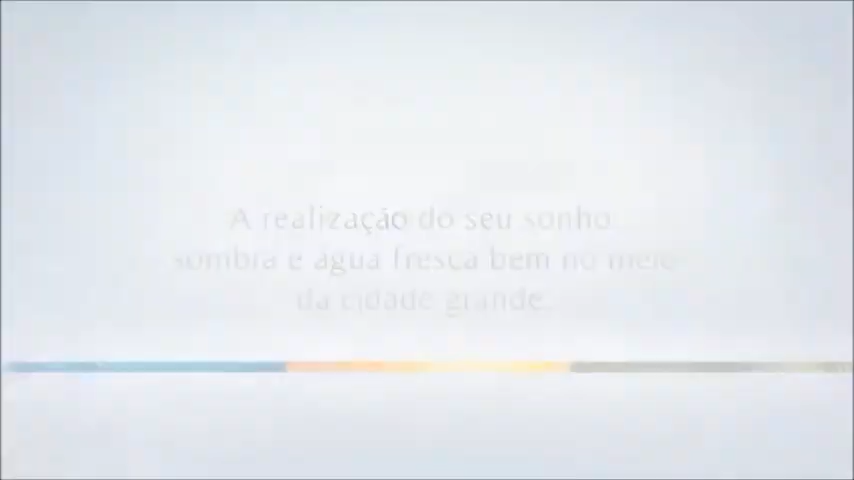 A realização do seu sonho
sombra e água fresca bem no meio
da cidade grande.